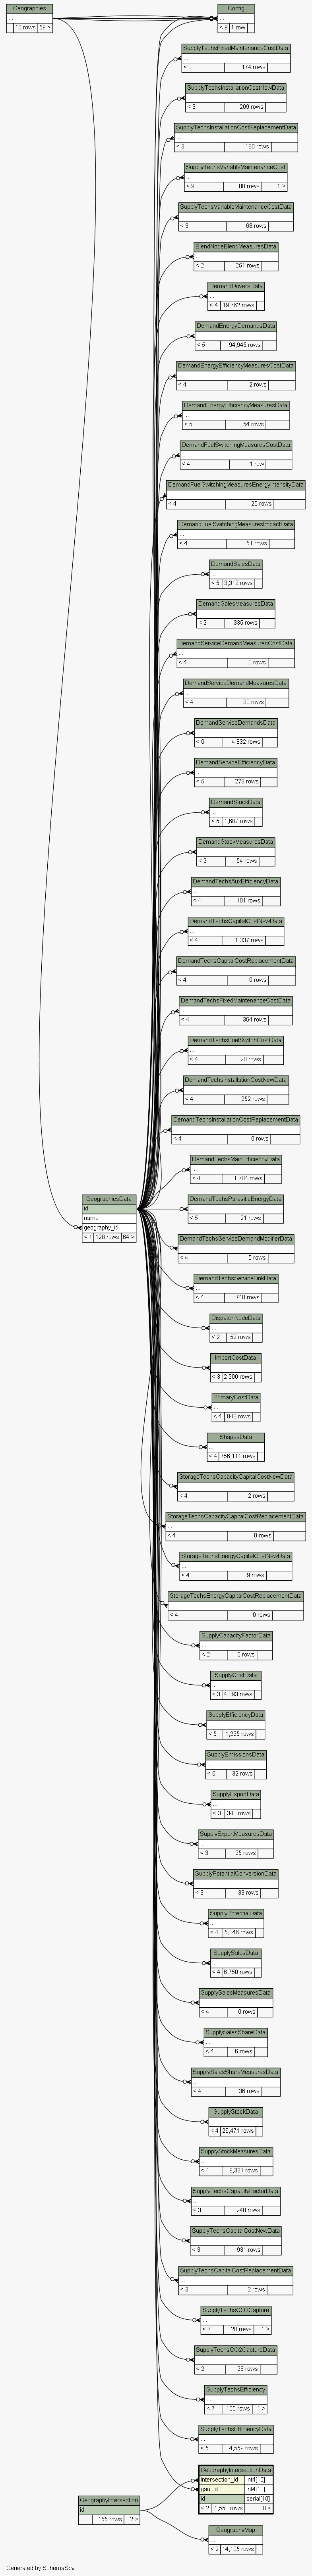 Geographies
...
10 rows 59 >
Config
...
< 9 1 row
SupplyTechsFixedMaintenanceCostData
...
< 3 174 rows
SupplyTechsInstallationCostNewData
...
< 3 209 rows
SupplyTechsInstallationCostReplacementData
...
< 3 180 rows
SupplyTechsVariableMaintenanceCost
...
< 9 80 rows 1 >
SupplyTechsVariableMaintenanceCostData
...
< 3 68 rows
BlendNodeBlendMeasuresData
...
< 2 251 rows
DemandDriversData
...
< 4 19,662 rows
DemandEnergyDemandsData
...
< 5 94,945 rows
DemandEnergyEfficiencyMeasuresCostData
...
< 4 2 rows
DemandEnergyEfficiencyMeasuresData
...
< 5 54 rows
DemandFuelSwitchingMeasuresCostData
...
< 4 1 row
DemandFuelSwitchingMeasuresEnergyIntensityData
...
< 4 25 rows
DemandFuelSwitchingMeasuresImpactData
...
< 4 51 rows
DemandSalesData
...
< 5 3,319 rows
DemandSalesMeasuresData
...
< 3 335 rows
DemandServiceDemandMeasuresCostData
...
< 4 0 rows
DemandServiceDemandMeasuresData
...
< 4 30 rows
DemandServiceDemandsData
...
< 6 4,832 rows
DemandServiceEfficiencyData
...
< 5 278 rows
DemandStockData
...
< 5 1,687 rows
DemandStockMeasuresData
...
< 3 54 rows
DemandTechsAuxEfficiencyData
...
< 4 101 rows
DemandTechsCapitalCostNewData
...
< 4 1,337 rows
DemandTechsCapitalCostReplacementData
...
< 4 0 rows
DemandTechsFixedMaintenanceCostData
...
< 4 364 rows
DemandTechsFuelSwitchCostData
...
< 4 20 rows
DemandTechsInstallationCostNewData
...
< 4 252 rows
DemandTechsInstallationCostReplacementData
...
< 4 0 rows
DemandTechsMainEfficiencyData
...
< 4 1,784 rows
GeographiesData
id
name
geography_id
< 1 128 rows 64 >
DemandTechsParasiticEnergyData
...
< 5 21 rows
DemandTechsServiceDemandModifierData
...
< 4 5 rows
DemandTechsServiceLinkData
...
< 4 740 rows
DispatchNodeData
...
< 2 52 rows
ImportCostData
...
< 3 2,900 rows
PrimaryCostData
...
< 4 848 rows
ShapesData
...
< 4 756,111 rows
StorageTechsCapacityCapitalCostNewData
...
< 4 2 rows
StorageTechsCapacityCapitalCostReplacementData
...
< 4 0 rows
StorageTechsEnergyCapitalCostNewData
...
< 4 9 rows
StorageTechsEnergyCapitalCostReplacementData
...
< 4 0 rows
SupplyCapacityFactorData
...
< 2 5 rows
SupplyCostData
...
< 3 4,093 rows
SupplyEfficiencyData
...
< 5 1,225 rows
SupplyEmissionsData
...
< 6 32 rows
SupplyExportData
...
< 3 340 rows
SupplyExportMeasuresData
...
< 3 25 rows
SupplyPotentialConversionData
...
< 3 33 rows
SupplyPotentialData
...
< 4 5,946 rows
SupplySalesData
...
< 4 6,750 rows
SupplySalesMeasuresData
...
< 4 0 rows
SupplySalesShareData
...
< 4 6 rows
SupplySalesShareMeasuresData
...
< 4 36 rows
SupplyStockData
...
< 4 26,471 rows
SupplyStockMeasuresData
...
< 4 9,331 rows
SupplyTechsCapacityFactorData
...
< 3 240 rows
SupplyTechsCapitalCostNewData
...
< 3 931 rows
SupplyTechsCapitalCostReplacementData
...
< 3 2 rows
SupplyTechsCO2Capture
...
< 7 28 rows 1 >
SupplyTechsCO2CaptureData
...
< 2 28 rows
SupplyTechsEfficiency
...
< 7 105 rows 1 >
SupplyTechsEfficiencyData
...
< 5 4,559 rows
GeographyIntersectionData
intersection_id int4[10]
gau_id int4[10]
id serial[10]
< 2 1,550 rows 0 >
GeographyIntersection
id
155 rows 2 >
GeographyMap
...
< 2 14,105 rows
Generated by SchemaSpy